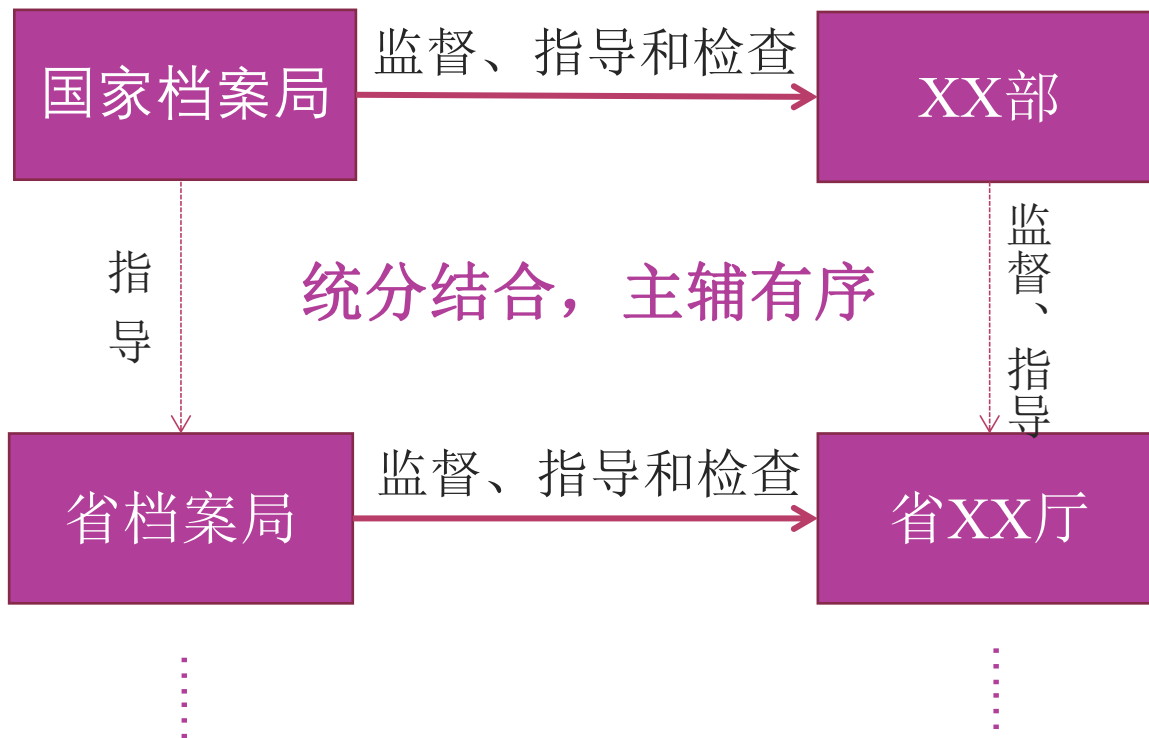 国家档案局
监督、指导和检查
XX部
指导
统分结合，主辅有序
监督、指导
省档案局
监督、指导和检查
省XX厅